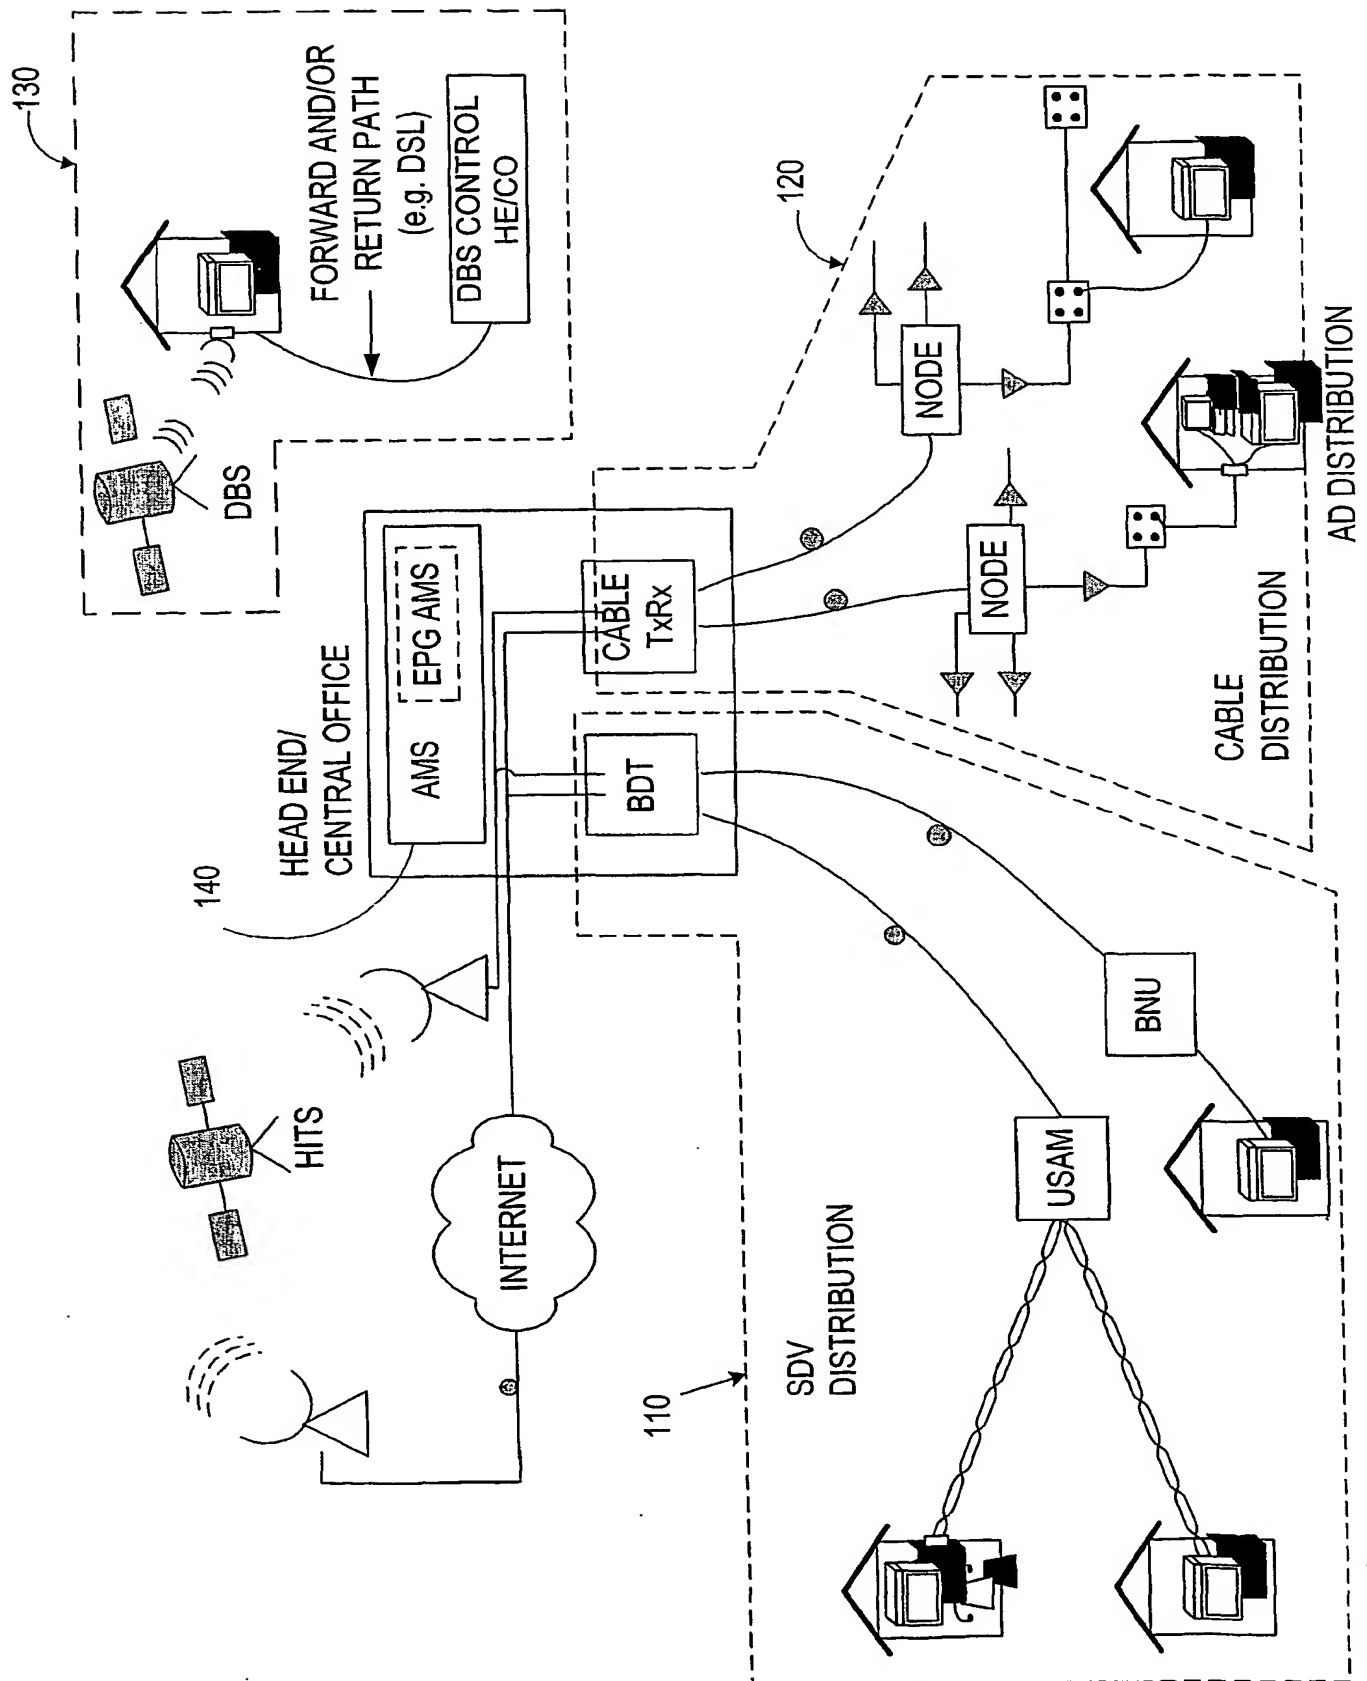 130
FORWARD AND/OR
RETURN PATH
(e.g. DSL)
DBS CONTROL
HE/CO
DBS
HITS
140
HEAD END/
CENTRAL OFFICE
AMS
EPG AMS
INTERNET
BDT
CABLE
TxRx
120
NODE
NODE
110
SDV
DISTRIBUTION
USAM
BNU
CABLE
DISTRIBUTION
AD DISTRIBUTION